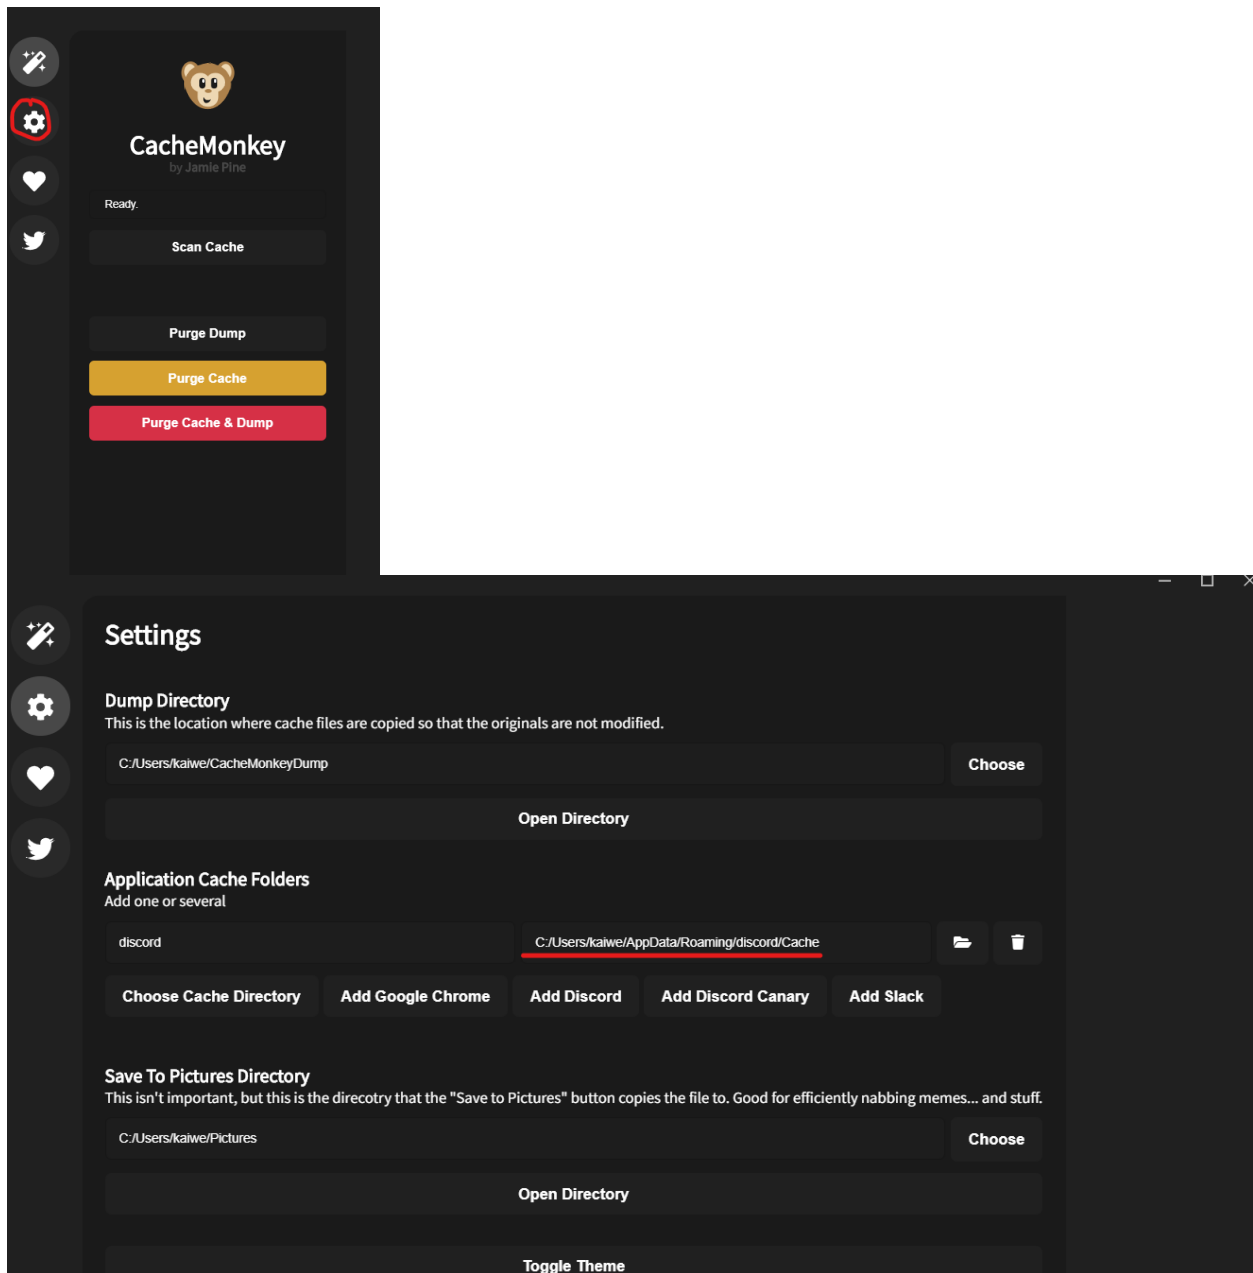 CacheMonkey
by Jamie Pine
Ready.
Scan Cache
Purge Dump
Purge Cache
Purge Cache & Dump
Settings
Dump Directory
This is the location where cache files are copied so that the originals are not modified.
C:/Users/kaiwe/CacheMonkeyDump Choose
Open Directory
Application Cache Folders
Add one or several
discord C:/Users/kaiwe/AppData/Roaming/discord/Cache
Choose Cache Directory Add Google Chrome Add Discord Add Discord Canary Add Slack
Save To Pictures Directory
This isn't important, but this is the direcotry that the "Save to Pictures" button copies the file to. Good for efficiently nabbing memes... and stuff.
C:/Users/kaiwe/Pictures Choose
Open Directory
Toggle Theme